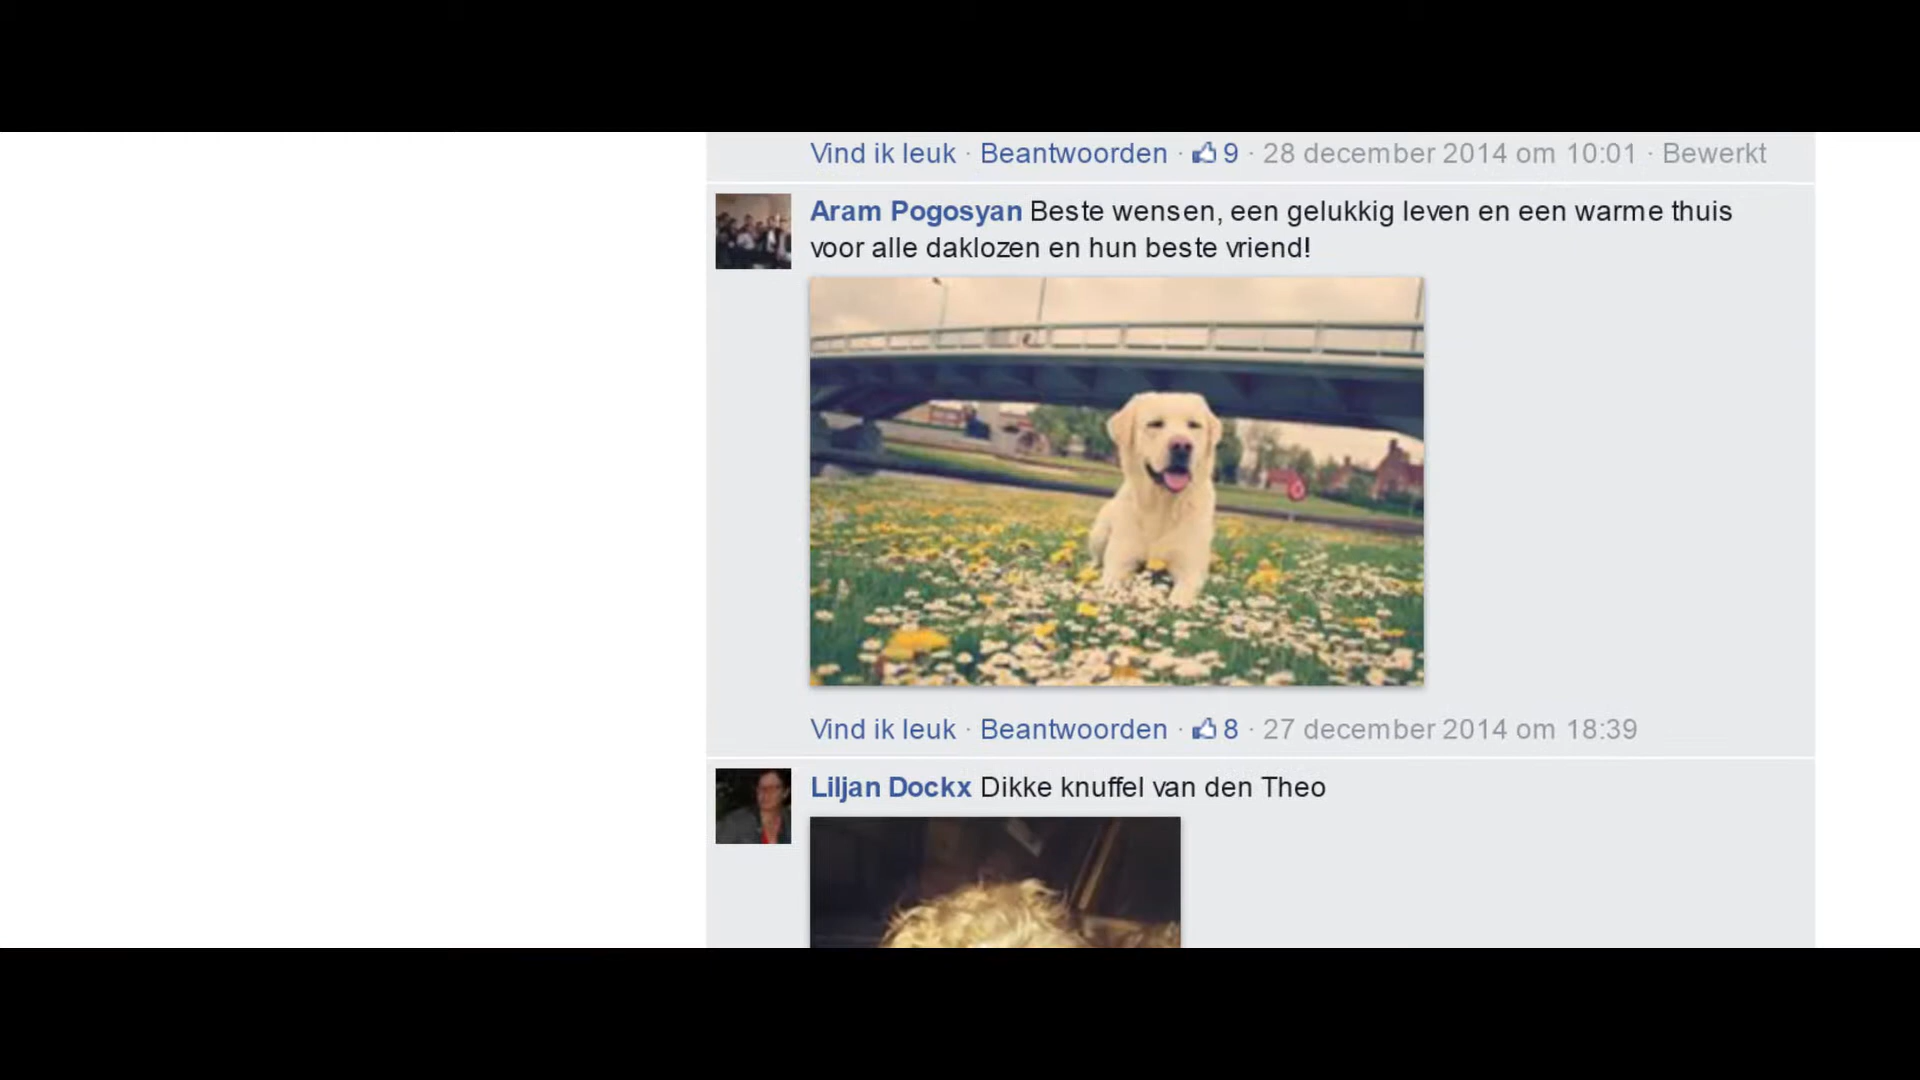 Vind ik leuk · Beantwoorden · 9 · 28 december 2014 om 10:01 · Bewerkt
Aram Pogosyan Beste wensen, een gelukkig leven en een warme thuis
voor alle daklozen en hun beste vriend!
Vind ik leuk · Beantwoorden · 8 · 27 december 2014 om 18:39
Liljan Dockx Dikke knuffel van den Theo